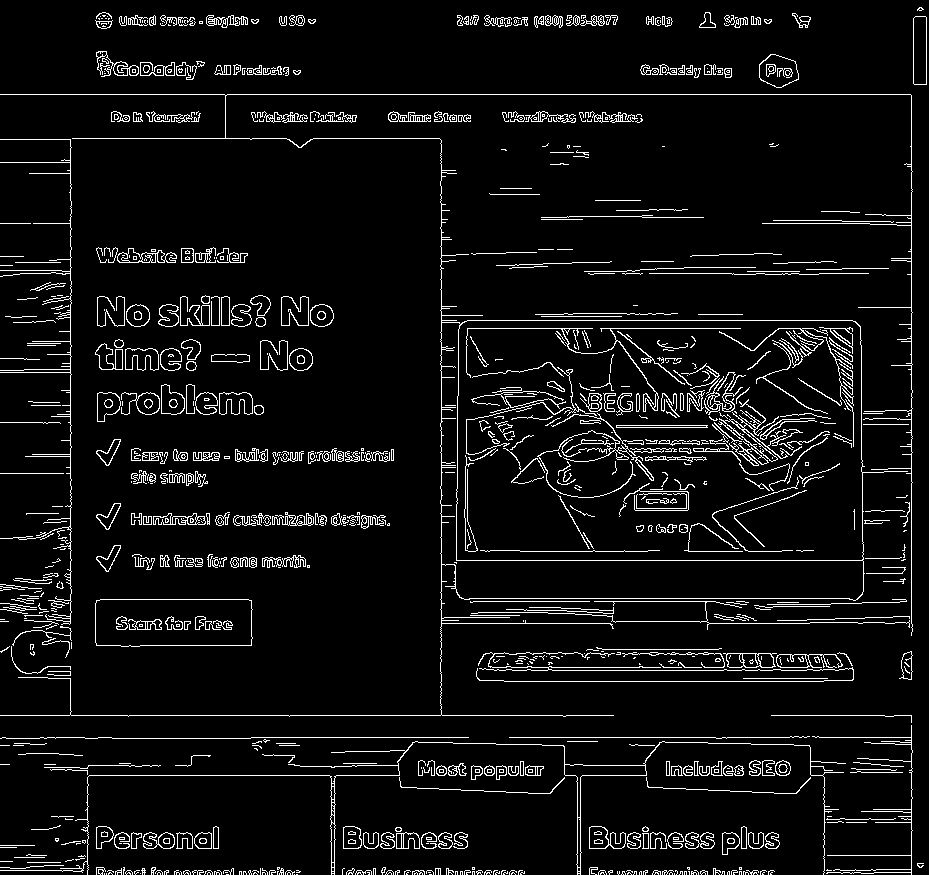 United States - English USD 24/7 Support (480) 505-8877 Help Sign In
GoDaddy™ All Products GoDaddy Blog Pro
Do It Yourself Website Builder Online Store WordPress Websites
Website Builder
No skills? No
time? — No
problem.
Easy to use - build your professional
site simply.
Hundreds! of customizable designs.
Try it free for one month.
Start for Free
BEGINNINGS
Most popular Includes SEO
Personal Business Business plus
Perfect for personal websites Ideal for small businesses For your growing business